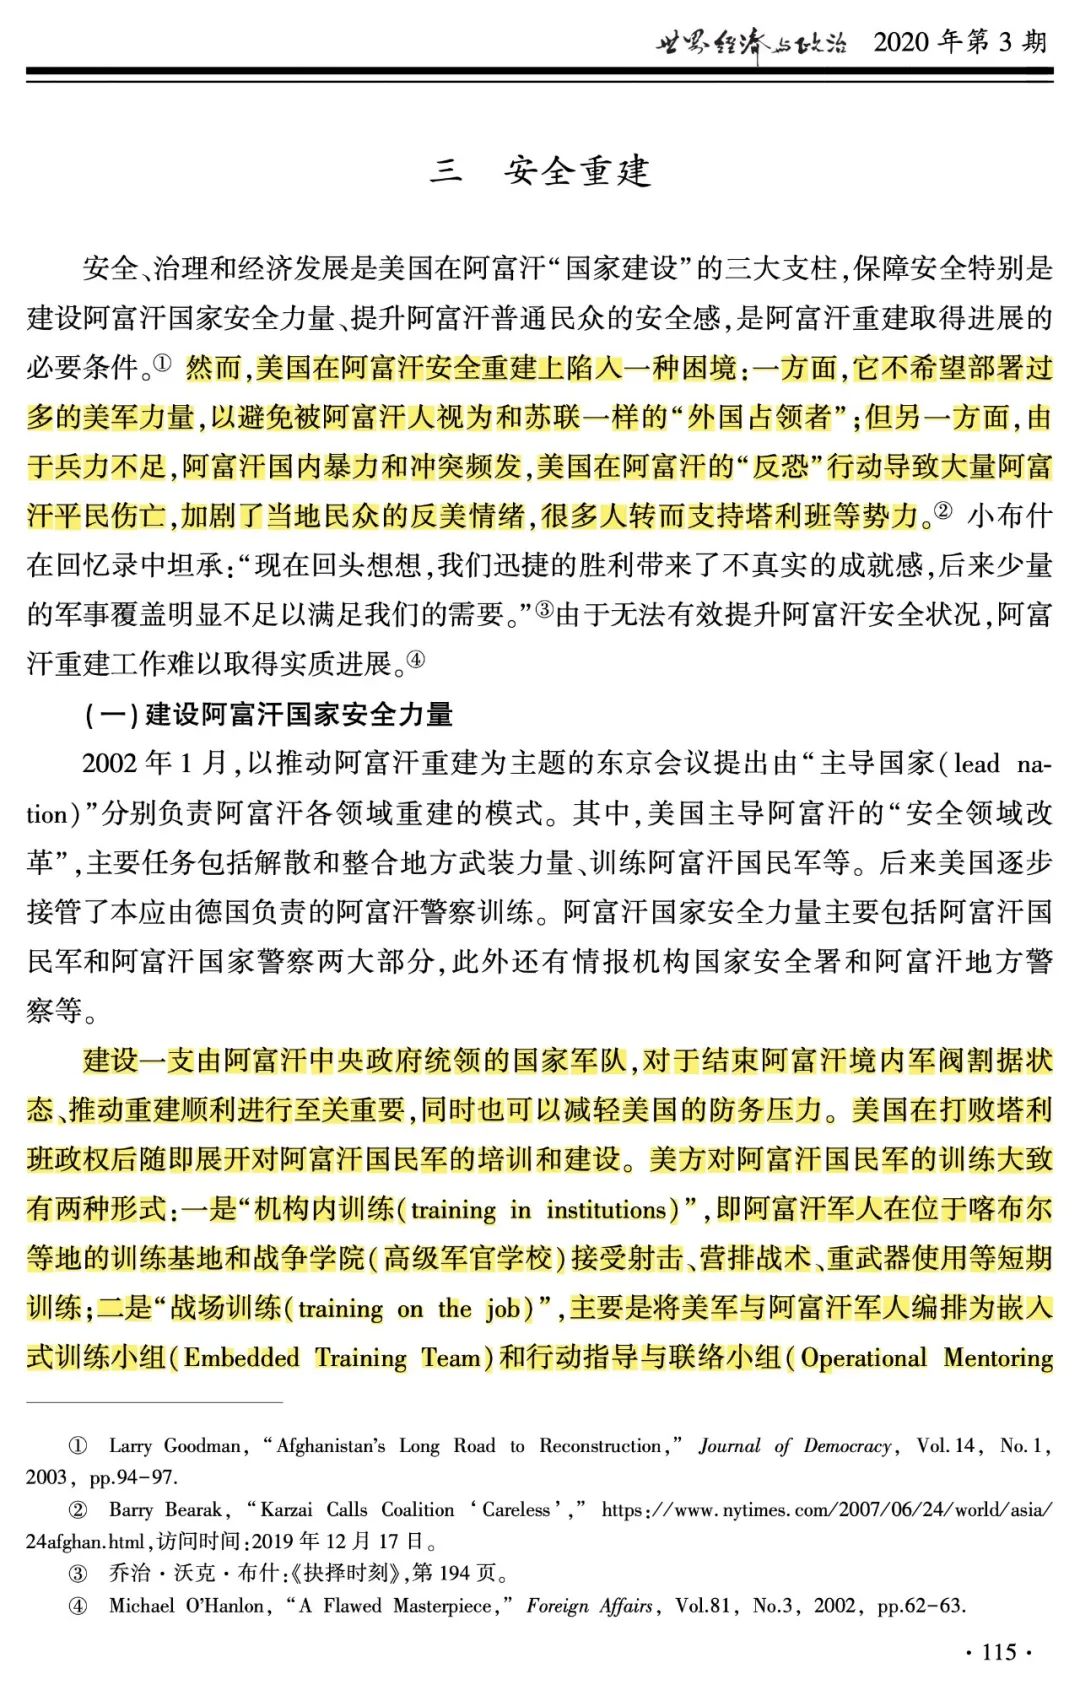 世界经济与政治 2020 年第 3 期
三 安全重建
安全、治理和经济发展是美国在阿富汗“国家建设”的三大支柱,保障安全特别是
建设阿富汗国家安全力量、提升阿富汗普通民众的安全感,是阿富汗重建取得进展的
必要条件。① 然而,美国在阿富汗安全重建上陷入一种困境:一方面,它不希望部署过
多的美军力量,以避免被阿富汗人视为和苏联一样的“外国占领者”;但另一方面,由
于兵力不足,阿富汗国内暴力和冲突频发,美国在阿富汗的“反恐”行动导致大量阿富
汗平民伤亡,加剧了当地民众的反美情绪,很多人转而支持塔利班等势力。② 小布什
在回忆录中坦承:“现在回头想想,我们迅捷的胜利带来了不真实的成就感,后来少量
的军事覆盖明显不足以满足我们的需要。”③由于无法有效提升阿富汗安全状况,阿富
汗重建工作难以取得实质进展。④
(一)建设阿富汗国家安全力量
2002 年 1 月,以推动阿富汗重建为主题的东京会议提出由“主导国家(lead na-
tion)”分别负责阿富汗各领域重建的模式。其中,美国主导阿富汗的“安全领域改
革”,主要任务包括解散和整合地方武装力量、训练阿富汗国民军等。后来美国逐步
接管了本应由德国负责的阿富汗警察训练。阿富汗国家安全力量主要包括阿富汗国
民军和阿富汗国家警察两大部分,此外还有情报机构国家安全署和阿富汗地方警
察等。
建设一支由阿富汗中央政府统领的国家军队,对于结束阿富汗境内军阀割据状
态、推动重建顺利进行至关重要,同时也可以减轻美国的防务压力。美国在打败塔利
班政权后随即展开对阿富汗国民军的培训和建设。美方对阿富汗国民军的训练大致
有两种形式:一是“机构内训练(training in institutions)”,即阿富汗军人在位于喀布尔
等地的训练基地和战争学院(高级军官学校)接受射击、营排战术、重武器使用等短期
训练;二是“战场训练(training on the job)”,主要是将美军与阿富汗军人编排为嵌入
式训练小组(Embedded Training Team)和行动指导与联络小组(Operational Mentoring
① Larry Goodman, “Afghanistan’s Long Road to Reconstruction,” Journal of Democracy, Vol.14, No.1,
2003, pp.94-97.
② Barry Bearak, “Karzai Calls Coalition ‘Careless’,” https://www.nytimes.com/2007/06/24/world/asia/
24afghan.html,访问时间:2019 年 12 月 17 日。
③ 乔治·沃克·布什:《抉择时刻》,第 194 页。
④ Michael O’Hanlon, “A Flawed Masterpiece,” Foreign Affairs, Vol.81, No.3, 2002, pp.62-63.
· 115 ·